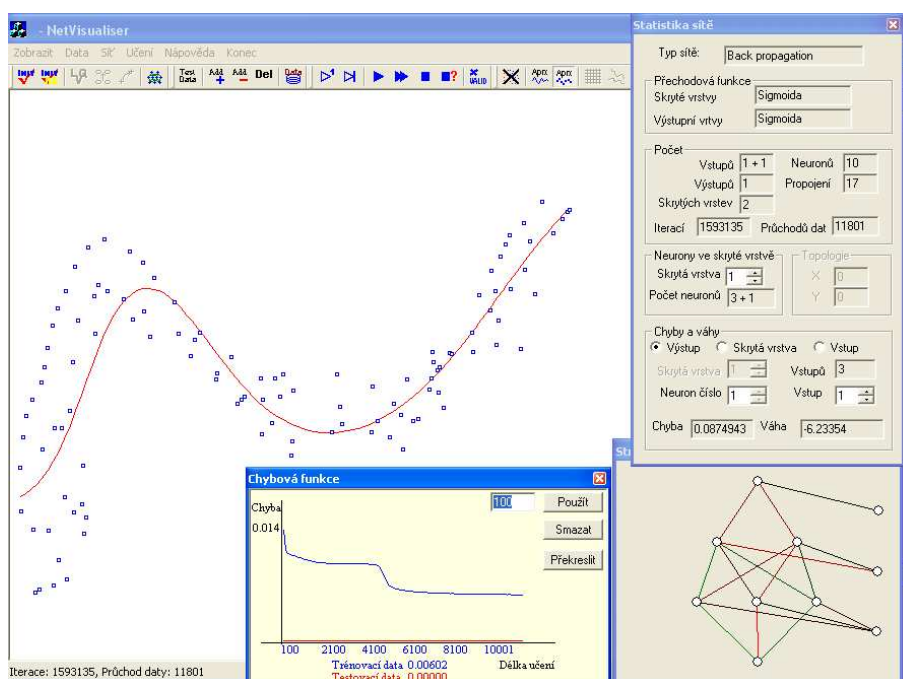 - NetVisualiser
Zobrazit Data Síť Učení Nápověda Konec
Test Data Add Add Del Data VALID Aprx Aprx
Statistika sítě
Typ sítě: Back propagation
Přechodová funkce
Skryté vrstvy Sigmoida
Výstupní vrtvy Sigmoida
Počet
Vstupů 1 + 1 Neuronů 10
Výstupů 1 Propojení 17
Skrytých vrstev 2
Iterací 1593135 Průchodů dat 11801
Neurony ve skryté vrstvě
Skrytá vrstva 1
Počet neuronů 3 + 1
Topologie
X 0
Y 0
Chyby a váhy
Výstup Skrytá vrstva Vstup
Skrytá vrstva 1 Vstupů 3
Neuron číslo 1 Vstup 1
Chyba 0.0874943 Váha -6.23354
Chybová funkce
Chyba
0.014
100
Použít
Smazat
Překreslit
100 2100 4100 6100 8100 10001
Trénovací data 0.00602 Délka učení
Testovací data 0.00000
Iterace: 1593135, Průchod daty: 11801